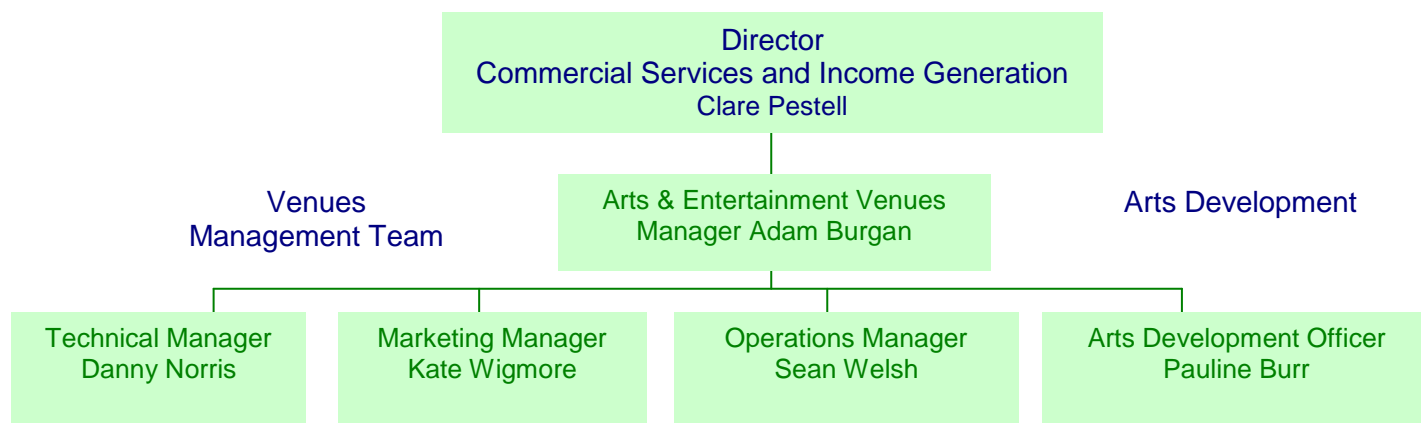 Director
Commercial Services and Income Generation
Clare Pestell
Venues
Management Team
Arts & Entertainment Venues
Manager Adam Burgan
Arts Development
Technical Manager
Danny Norris
Marketing Manager
Kate Wigmore
Operations Manager
Sean Welsh
Arts Development Officer
Pauline Burr